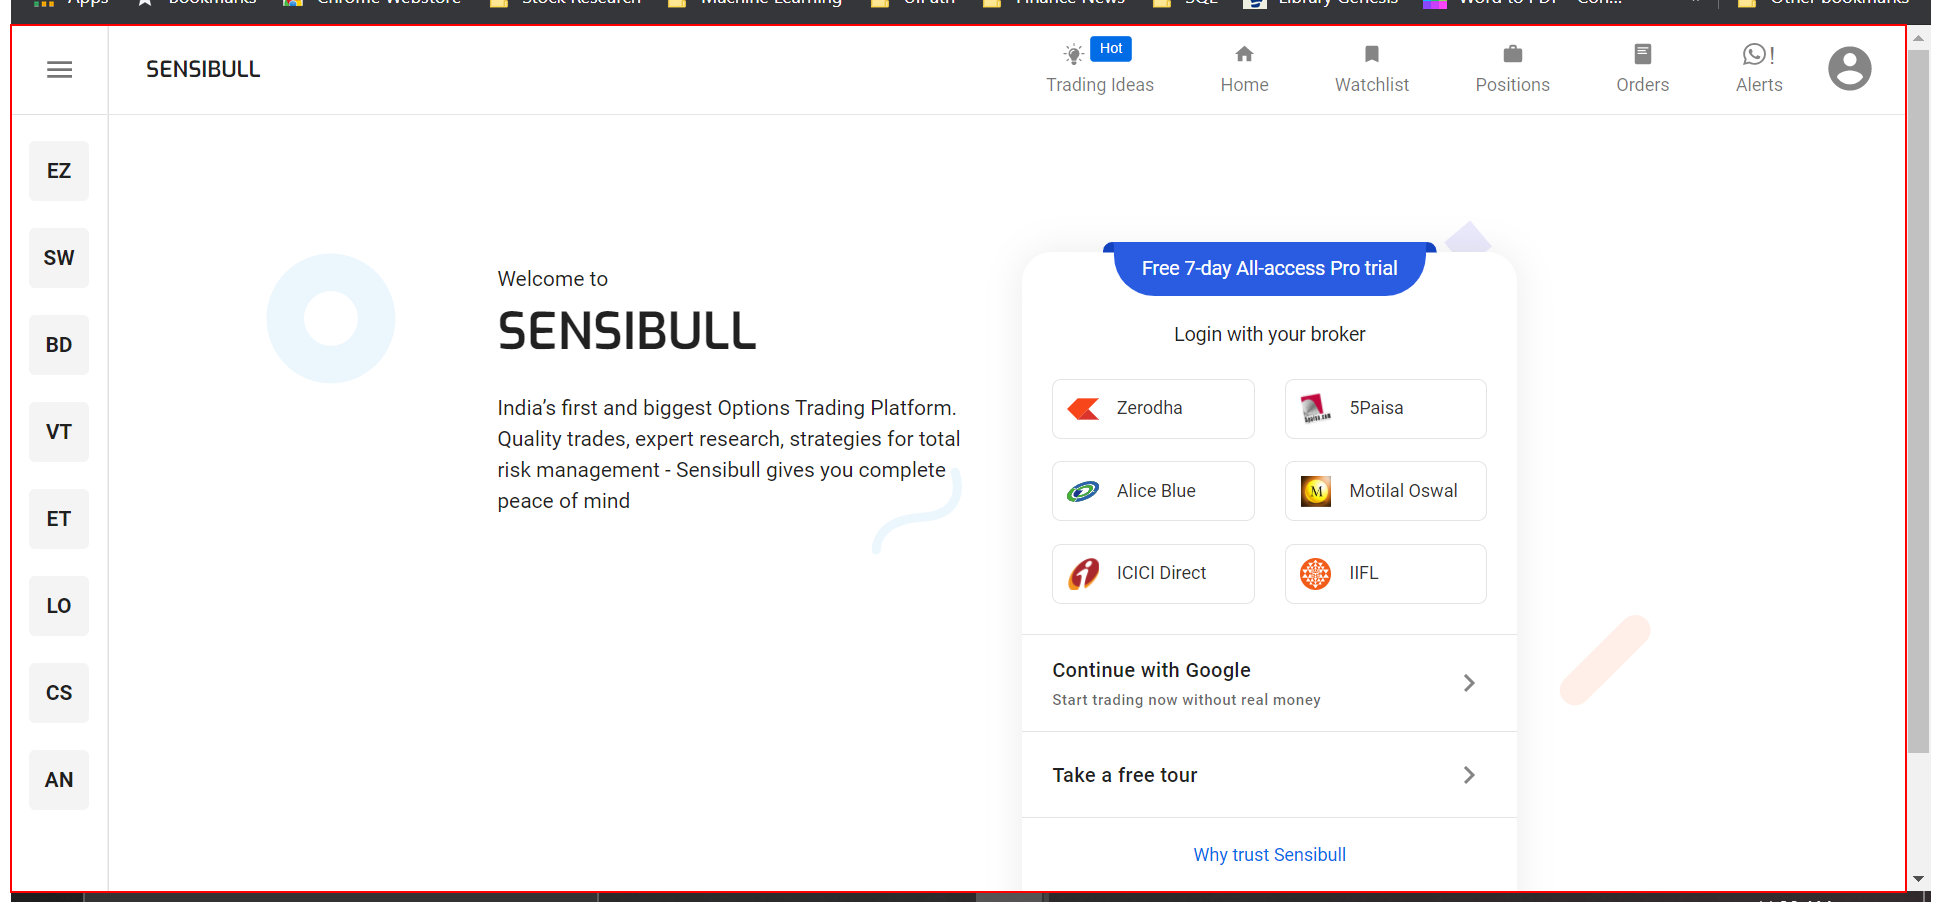 Apps bookmarks Chrome Webstore Stock Research Machine Learning UiPath Finance News SQL Library Genesis Word to PDF - Con... Other bookmarks
SENSIBULL
Hot
Trading Ideas Home Watchlist Positions Orders Alerts
EZ
SW
BD
VT
ET
LO
CS
AN
Welcome to
SENSIBULL
India’s first and biggest Options Trading Platform.
Quality trades, expert research, strategies for total
risk management - Sensibull gives you complete
peace of mind
Free 7-day All-access Pro trial
Login with your broker
Zerodha 5Paisa
Alice Blue Motilal Oswal
ICICI Direct IIFL
Continue with Google
Start trading now without real money
Take a free tour
Why trust Sensibull